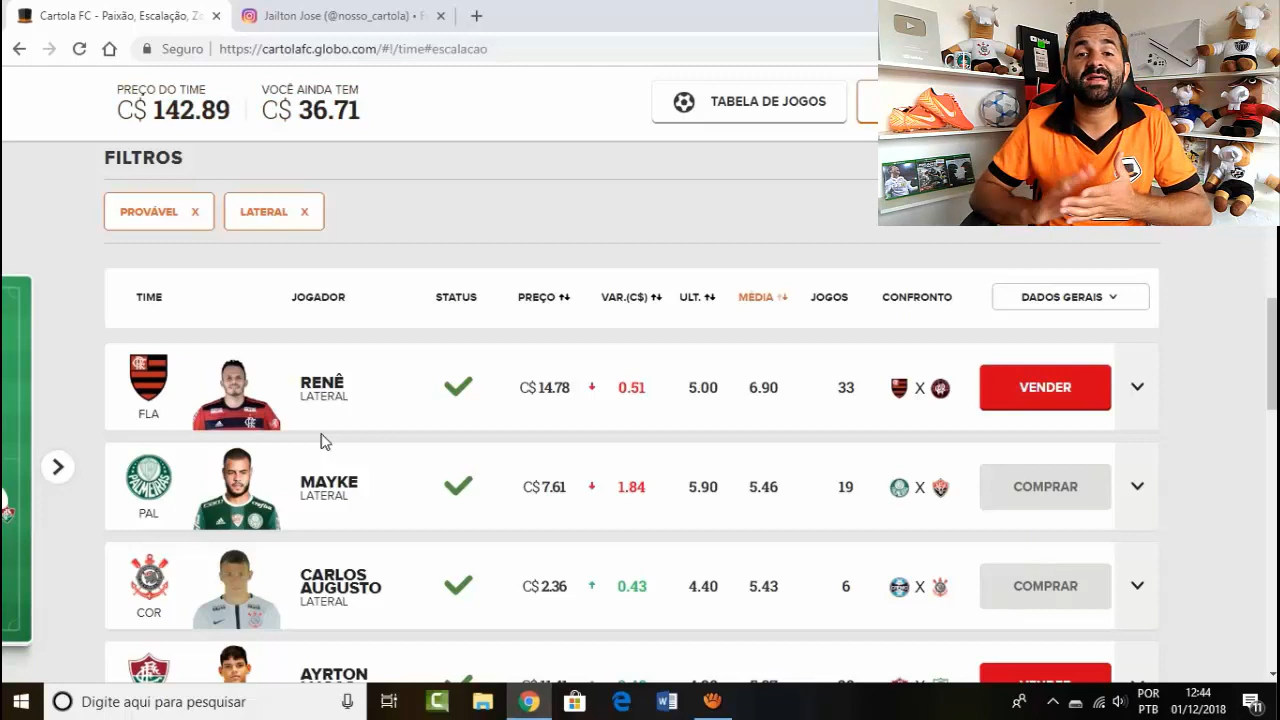 Cartola FC - Paixão, Escalação, Z
Jailton Jose (@nosso_cartola) • F
Seguro
https://cartolafc.globo.com/#!/time#escalacao
PREÇO DO TIME
C$ 142.89
VOCÊ AINDA TEM
C$ 36.71
TABELA DE JOGOS
FILTROS
PROVÁVEL X
LATERAL X
TIME JOGADOR STATUS PREÇO VAR.(C$) ULT. MÉDIA JOGOS CONFRONTO DADOS GERAIS
FLA
RENÊ
LATERAL
C$ 14.78 0.51 5.00 6.90 33 X VENDER
PAL
MAYKE
LATERAL
C$ 7.61 1.84 5.90 5.46 19 X COMPRAR
COR
CARLOS
AUGUSTO
LATERAL
C$ 2.36 0.43 4.40 5.43 6 X COMPRAR
AYRTON
Digite aqui para pesquisar
POR
PTB
12:44
01/12/2018
11